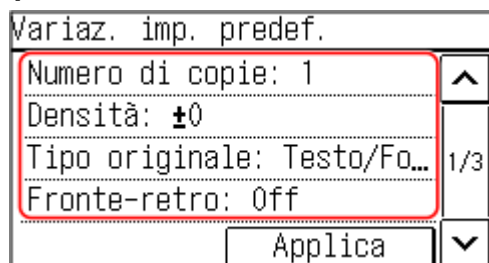 Variaz. imp. predef.
Numero di copie: 1
Densità: ±0
Tipo originale: Testo/Fo…
1/3
Fronte-retro: Off
Applica